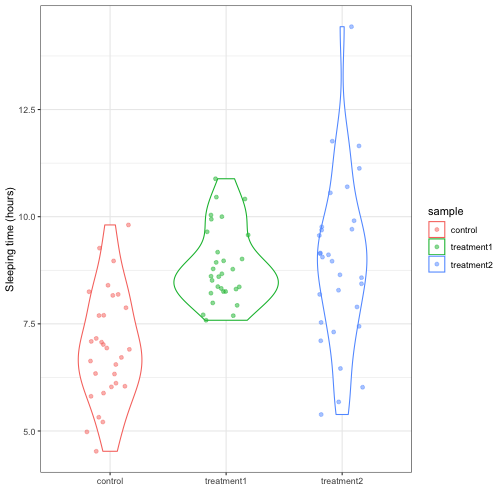 Sleeping time (hours)
12.5
10.0
7.5
5.0
control
treatment1
treatment2
sample
control
treatment1
treatment2